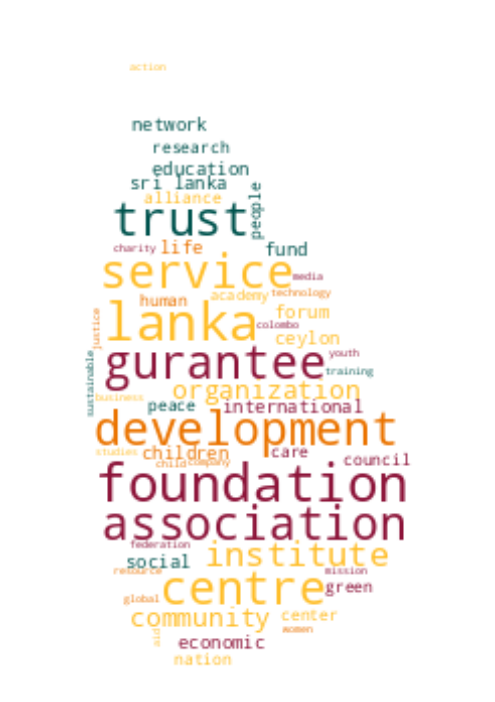 action
network
research
education
sri lanka
alliance
people
trust
charity life fund
service media
human academy technology
justice lanka forum
colombo
ceylon
gurantee youth
sustainable training
organization
business
peace international
development
studies children care
child company council
foundation
association
federation institute
social
resource mission
centre green
global
community center
women
aid economic
nation